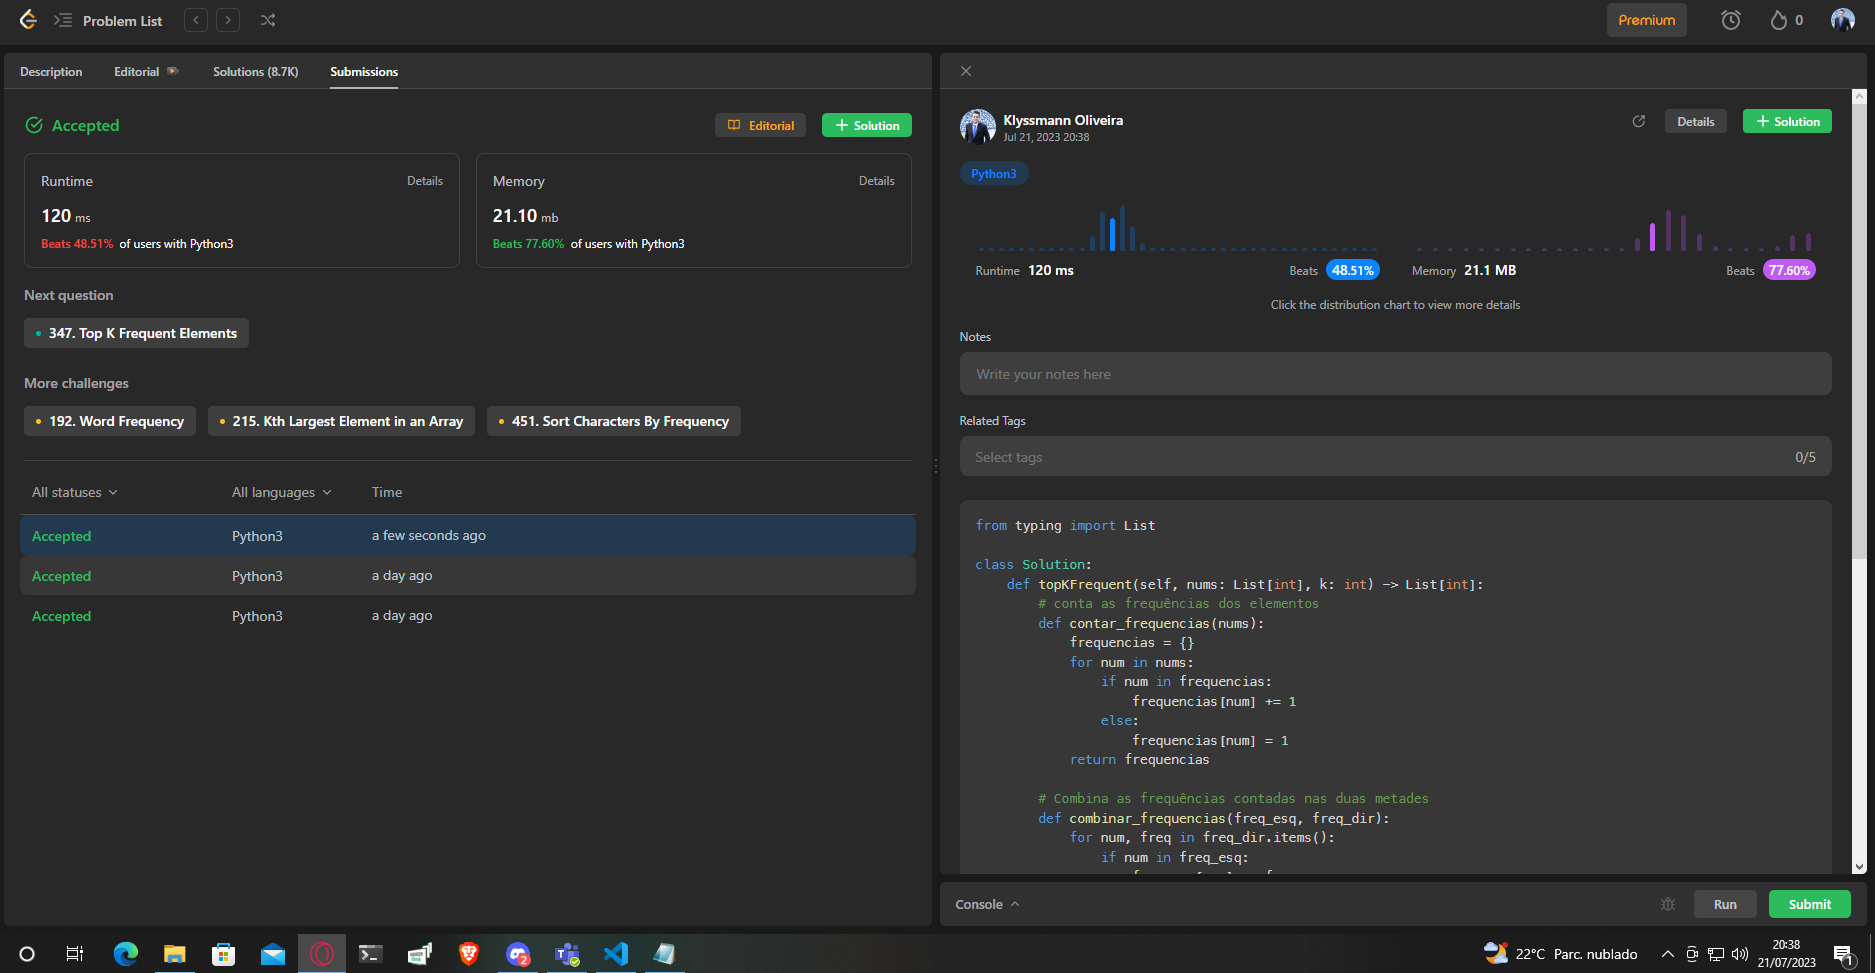 Problem List
Premium
0
Description
Editorial
Solutions (8.7K)
Submissions
Accepted
Editorial
Solution
Runtime
Details
120 ms
Beats 48.51% of users with Python3
Memory
Details
21.10 mb
Beats 77.60% of users with Python3
Next question
347. Top K Frequent Elements
More challenges
192. Word Frequency
215. Kth Largest Element in an Array
451. Sort Characters By Frequency
All statuses
All languages
Time
Accepted Python3 a few seconds ago
Accepted Python3 a day ago
Accepted Python3 a day ago
Klyssmann Oliveira
Jul 21, 2023 20:38
Details
Solution
Python3
Runtime 120 ms
Beats 48.51%
Memory 21.1 MB
Beats 77.60%
Click the distribution chart to view more details
Notes
Write your notes here
Related Tags
Select tags
0/5
from typing import List
class Solution:
def topKFrequent(self, nums: List[int], k: int) -> List[int]:
# conta as frequências dos elementos
def contar_frequencias(nums):
frequencias = {}
for num in nums:
if num in frequencias:
frequencias[num] += 1
else:
frequencias[num] = 1
return frequencias
# Combina as frequências contadas nas duas metades
def combinar_frequencias(freq_esq, freq_dir):
for num, freq in freq_dir.items():
if num in freq_esq:
Console
Run
Submit
2
22°C Parc. nublado
20:38
21/07/2023
1